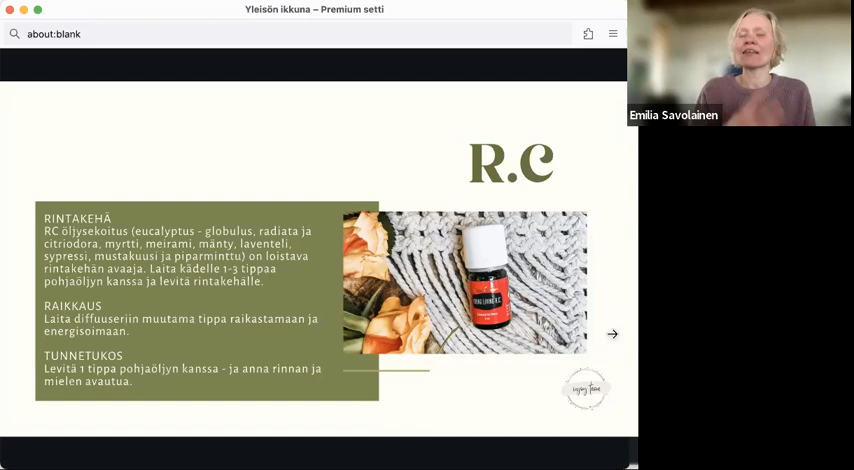 Yleisön ikkuna – Premium setti
about:blank
Emilia Savolainen
R.C
RINTAKEHÄ
RC öljysekoitus (eucalyptus - globulus, radiata ja
citriodora, myrtti, meirami, mänty, laventeli,
sypressi, mustakuusi ja piparminttu) on loistava
rintakehän avaaja. Laita kädelle 1-3 tippaa
pohjaöljyn kanssa ja levitä rintakehälle.
RAIKKAUS
Laita diffuuseriin muutama tippa raikastamaan ja
energisoimaan.
TUNNETUKOS
Levitä 1 tippa pohjaöljyn kanssa - ja anna rinnan ja
mielen avautua.
YOUNG LIVING R.C.